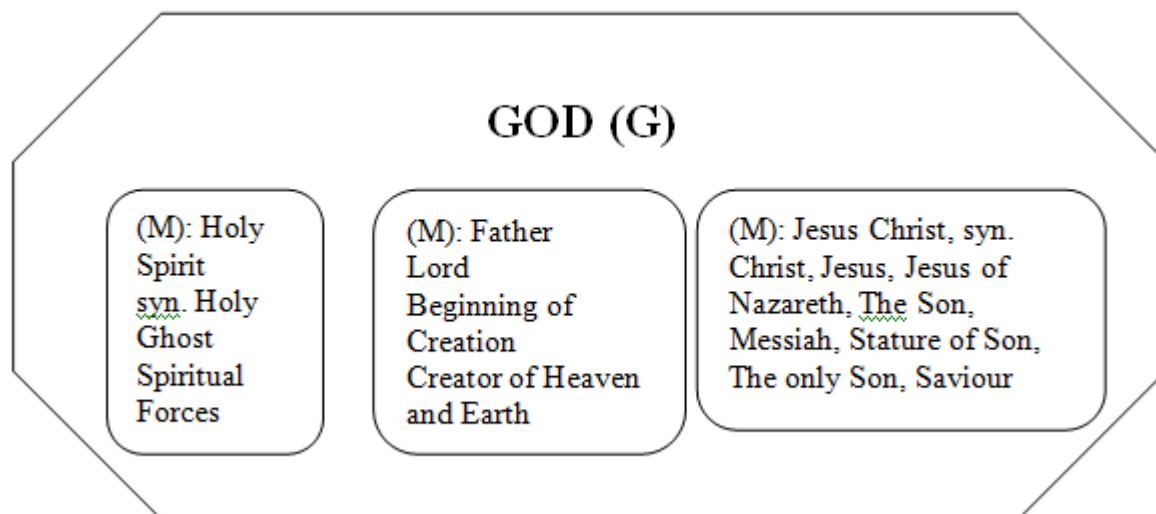 GOD (G)
(M): Holy
Spirit
syn. Holy
Ghost
Spiritual
Forces
(M): Father
Lord
Beginning of
Creation
Creator of Heaven
and Earth
(M): Jesus Christ, syn.
Christ, Jesus, Jesus of
Nazareth, The Son,
Messiah, Stature of Son,
The only Son, Saviour